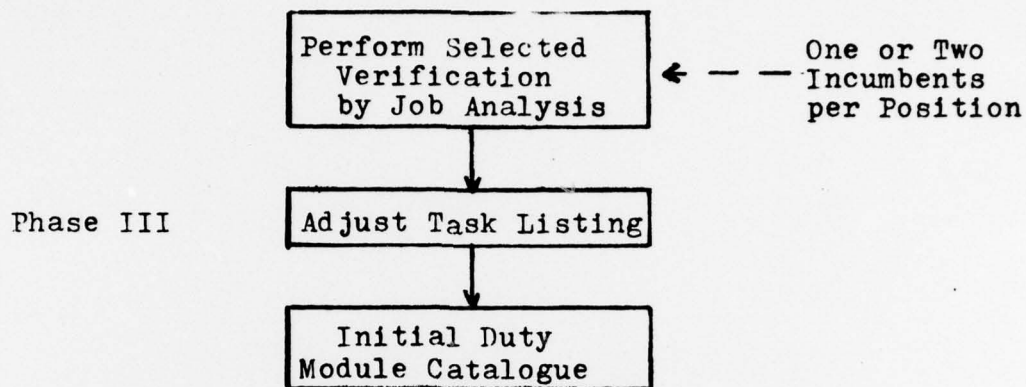 Perform Selected
Verification
by Job Analysis
One or Two
Incumbents
per Position
Phase III
Adjust Task Listing
Initial Duty
Module Catalogue